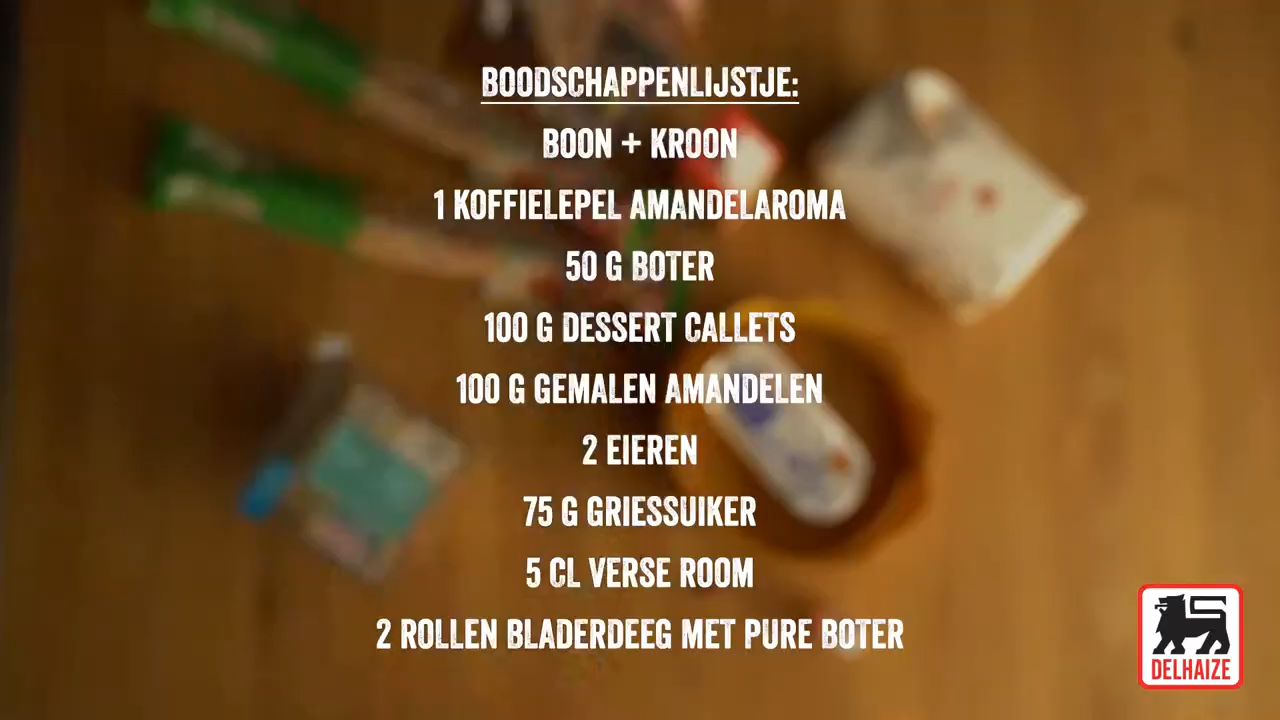 BOODSCHAPPENLIJSTJE:
BOON + KROON
1 KOFFIELEPEL AMANDELAROMA
50 G BOTER
100 G DESSERT CALLETS
100 G GEMALEN AMANDELEN
2 EIEREN
75 G GRIESSUIKER
5 CL VERSE ROOM
2 ROLLEN BLADERDEEG MET PURE BOTER
DELHAIZE